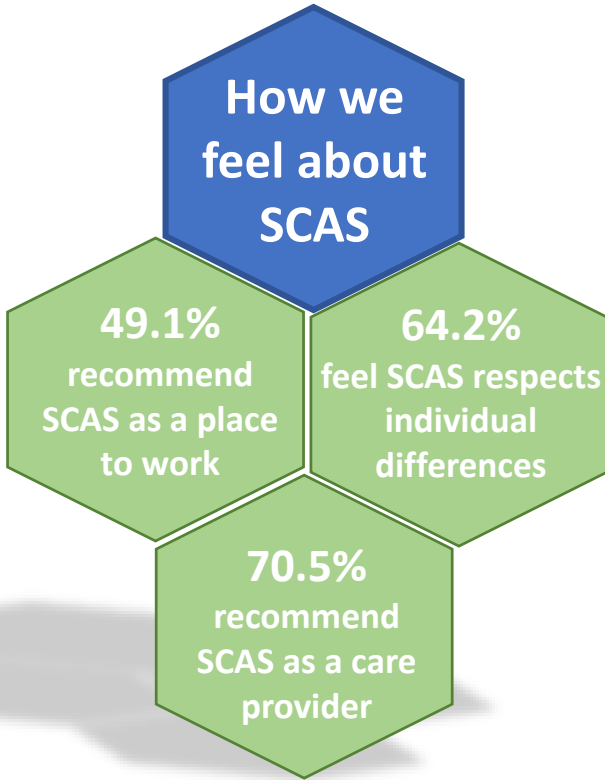 How we
feel about
SCAS
49.1%
recommend
SCAS as a place
to work
64.2%
feel SCAS respects
individual
differences
70.5%
recommend
SCAS as a care
provider